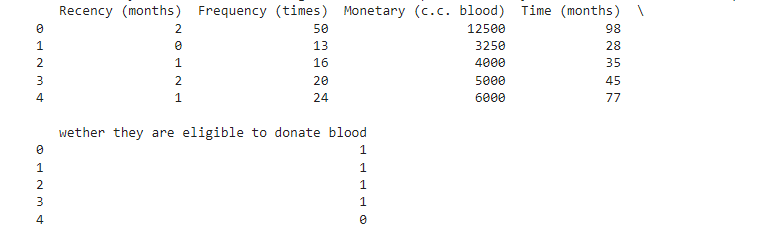 Recency (months) Frequency (times) Monetary (c.c. blood) Time (months) \
0 2 50 12500 98
1 0 13 3250 28
2 1 16 4000 35
3 2 20 5000 45
4 1 24 6000 77
wether they are eligible to donate blood
0 1
1 1
2 1
3 1
4 0